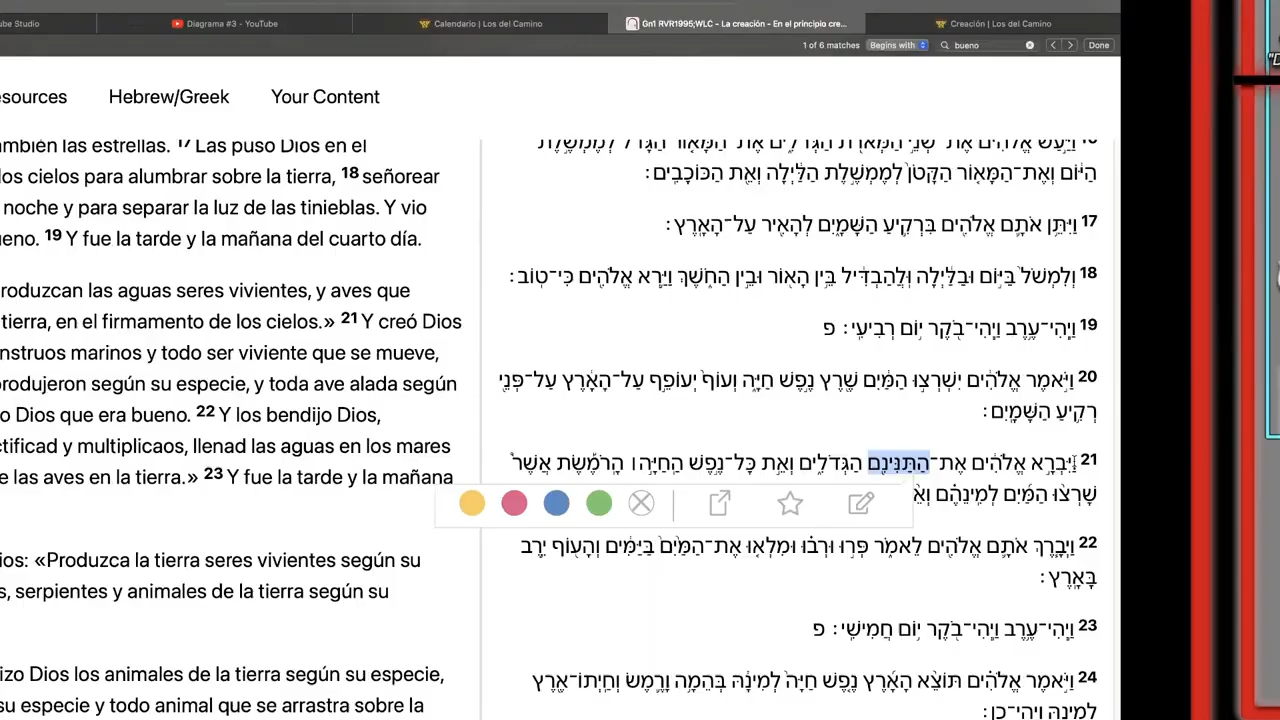 be Studio
Diagrama #3 - YouTube
Calendario | Los del Camino
Gn1 RVR1995;WLC - La creación - En el principio cre...
Creación | Los del Camino
1 of 6 matches
Begins with
bueno
Done
esources
Hebrew/Greek
Your Content
ambién las estrellas. 17 Las puso Dios en el
los cielos para alumbrar sobre la tierra, 18 señorear
noche y para separar la luz de las tinieblas. Y vio
ueno. 19 Y fue la tarde y la mañana del cuarto día.
roduzcan las aguas seres vivientes, y aves que
tierra, en el firmamento de los cielos.» 21 Y creó Dios
nstruos marinos y todo ser viviente que se mueve,
produjeron según su especie, y toda ave alada según
o Dios que era bueno. 22 Y los bendijo Dios,
ctificad y multiplicaos, llenad las aguas en los mares
e las aves en la tierra.» 23 Y fue la tarde y la mañana
ios: «Produzca la tierra seres vivientes según su
s, serpientes y animales de la tierra según su
izo Dios los animales de la tierra según su especie,
su especie y todo animal que se arrastra sobre la
16 וַיַּ֣עַשׂ אֱלֹהִ֔ים אֶת־שְׁנֵ֥י הַמְּאֹרֹ֖ת הַגְּדֹלִ֑ים אֶת־הַמָּא֤וֹר הַגָּדֹל֙ לְמֶמְשֶׁ֣לֶת
הַיּ֔וֹם וְאֶת־הַמָּא֤וֹר הַקָּטֹן֙ לְמֶמְשֶׁ֣לֶת הַלַּ֔יְלָה וְאֵ֖ת הַכּוֹכָבִֽים׃
17 וַיִּתֵּ֥ן אֹתָ֛ם אֱלֹהִ֖ים בִּרְקִ֣יעַ הַשָּׁמָ֑יִם לְהָאִ֖יר עַל־הָאָֽרֶץ׃
18 וְלִמְשֹׁל֙ בַּיּ֣וֹם וּבַלַּ֔יְלָה וּֽלֲהַבְדִּ֔יל בֵּ֥ין הָא֖וֹר וּבֵ֣ין הַחֹ֑שֶׁךְ וַיַּ֥רְא אֱלֹהִ֖ים כִּי־טֽוֹב׃
19 וַֽיְהִי־עֶ֥רֶב וַֽיְהִי־בֹ֖קֶר י֥וֹם רְבִיעִֽי׃ פ
20 וַיֹּ֣אמֶר אֱלֹהִ֔ים יִשְׁרְצ֣וּ הַמַּ֔יִם שֶׁ֖רֶץ נֶ֣פֶשׁ חַיָּ֑ה וְעוֹף֙ יְעוֹפֵ֣ף עַל־הָאָ֔רֶץ עַל־פְּנֵ֖י
רְקִ֥יעַ הַשָּׁמָֽיִם׃
21 וַיִּבְרָ֣א אֱלֹהִ֔ים אֶת־הַתַּנִּינִ֖ם הַגְּדֹלִ֑ים וְאֵ֣ת כָּל־נֶ֣פֶשׁ הַֽחַיָּ֣ה׀ הָֽרֹמֶ֡שֶׂת אֲשֶׁר֩
שָׁרְצ֨וּ הַמַּ֜יִם לְמִֽינֵהֶ֗ם
22 וַיְבָ֧רֶךְ אֹתָ֛ם אֱלֹהִ֖ים לֵאמֹ֑ר פְּר֣וּ וּרְב֗וּ וּמִלְא֤וּ אֶת־הַמַּ֙יִם֙ בַּיַּמִּ֔ים וְהָע֖וֹף יִ֥רֶב
בָּאָֽרֶץ׃
23 וַֽיְהִי־עֶ֥רֶב וַֽיְהִי־בֹ֖קֶר י֥וֹם חֲמִישִֽׁי׃ פ
24 וַיֹּ֣אמֶר אֱלֹהִ֗ים תּוֹצֵ֨א הָאָ֜רֶץ נֶ֤פֶשׁ חַיָּה֙ לְמִינָ֔הּ בְּהֵמָ֥ה וָרֶ֛מֶשׂ וְחַֽיְתוֹ־אֶ֖רֶץ
לְמִינָ֑הּ וַֽיְהִי־כֵֽן׃